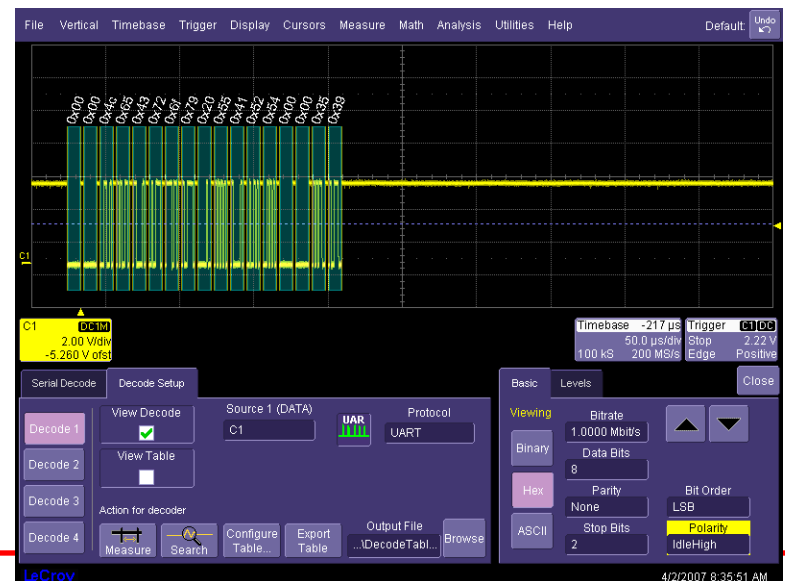 File Vertical Timebase Trigger Display Cursors Measure Math Analysis Utilities Help Default: Undo
0x00 0x00 0x4c 0x65 0x43 0x72 0x6f 0x79 0x20 0x55 0x41 0x52 0x54 0x00 0x00 0x35 0x39
C1
C1 DC1M
2.00 V/div
-5.260 V ofst
Timebase -217 µs
50.0 µs/div
100 kS 200 MS/s
Trigger C1 DC
Stop 2.22 V
Edge Positive
Serial Decode Decode Setup
Decode 1
Decode 2
Decode 3
Decode 4
View Decode
View Table
Source 1 (DATA)
C1
UAR
Protocol
UART
Action for decoder
Measure
Search
Configure
Table...
Export
Table
Output File
...\DecodeTabl...
Browse
Basic Levels
Close
Viewing
Binary
Hex
ASCII
Bitrate
1.0000 Mbit/s
Data Bits
8
Parity
None
Stop Bits
2
Bit Order
LSB
Polarity
IdleHigh
LeCroy
4/2/2007 8:35:51 AM